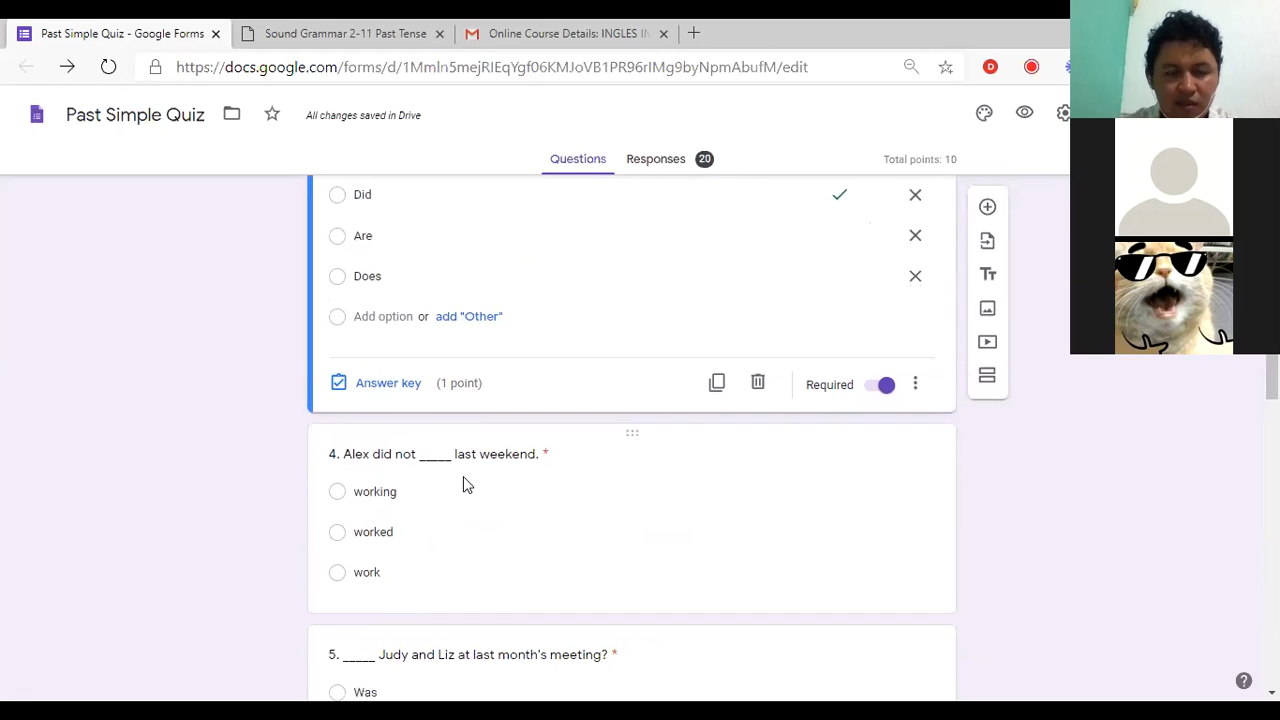 Past Simple Quiz - Google Forms
Sound Grammar 2-11 Past Tense
Online Course Details: INGLES IN
https://docs.google.com/forms/d/1Mmln5mejRIEqYgf06KMJoVB1PR96rIMg9byNpmAbufM/edit
Past Simple Quiz
All changes saved in Drive
Questions
Responses 20
Total points: 10
Did
Are
Does
Add option or add "Other"
Answer key (1 point)
Required
4. Alex did not _____ last weekend. *
working
worked
work
5. _____ Judy and Liz at last month's meeting? *
Was